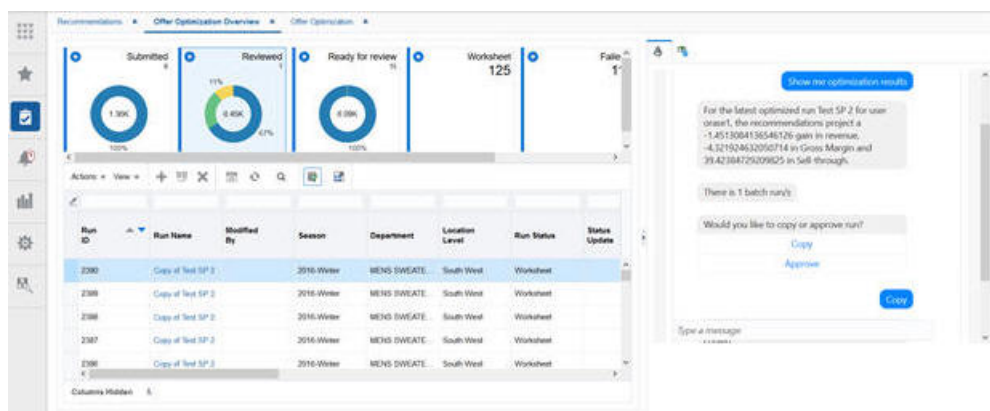 Recommendations
Offer Optimization Overview
Offer Optimization
Submitted
6
Reviewed
1
Ready for review
15
Worksheet
125
Faile
1
11%
1.39K
0.45K
0.09K
67%
100%
100%
Actions
View
Run ID
Run Name
Modified By
Season
Department
Location Level
Run Status
Status Update
2390 Copy of Test SP 2 2016-Winter MENS SWEATE... South West Worksheet
2389 Copy of Test SP 2 2016-Winter MENS SWEATE... South West Worksheet
2388 Copy of Test SP 2 2016-Winter MENS SWEATE... South West Worksheet
2387 Copy of Test SP 2 2016-Winter MENS SWEATE... South West Worksheet
2386 Copy of Test SP 2 2016-Winter MENS SWEATE... South West Worksheet
Columns Hidden
Show me optimization results
For the latest optimized run Test SP 2 for user
orase1, the recommendations project a
-1.4513084136546126 gain in revenue,
-4.321924632050714 in Gross Margin and
39.42384729209825 in Sell-through.
There is 1 batch run/s
Would you like to copy or approve run?
Copy
Approve
Copy
Type a message